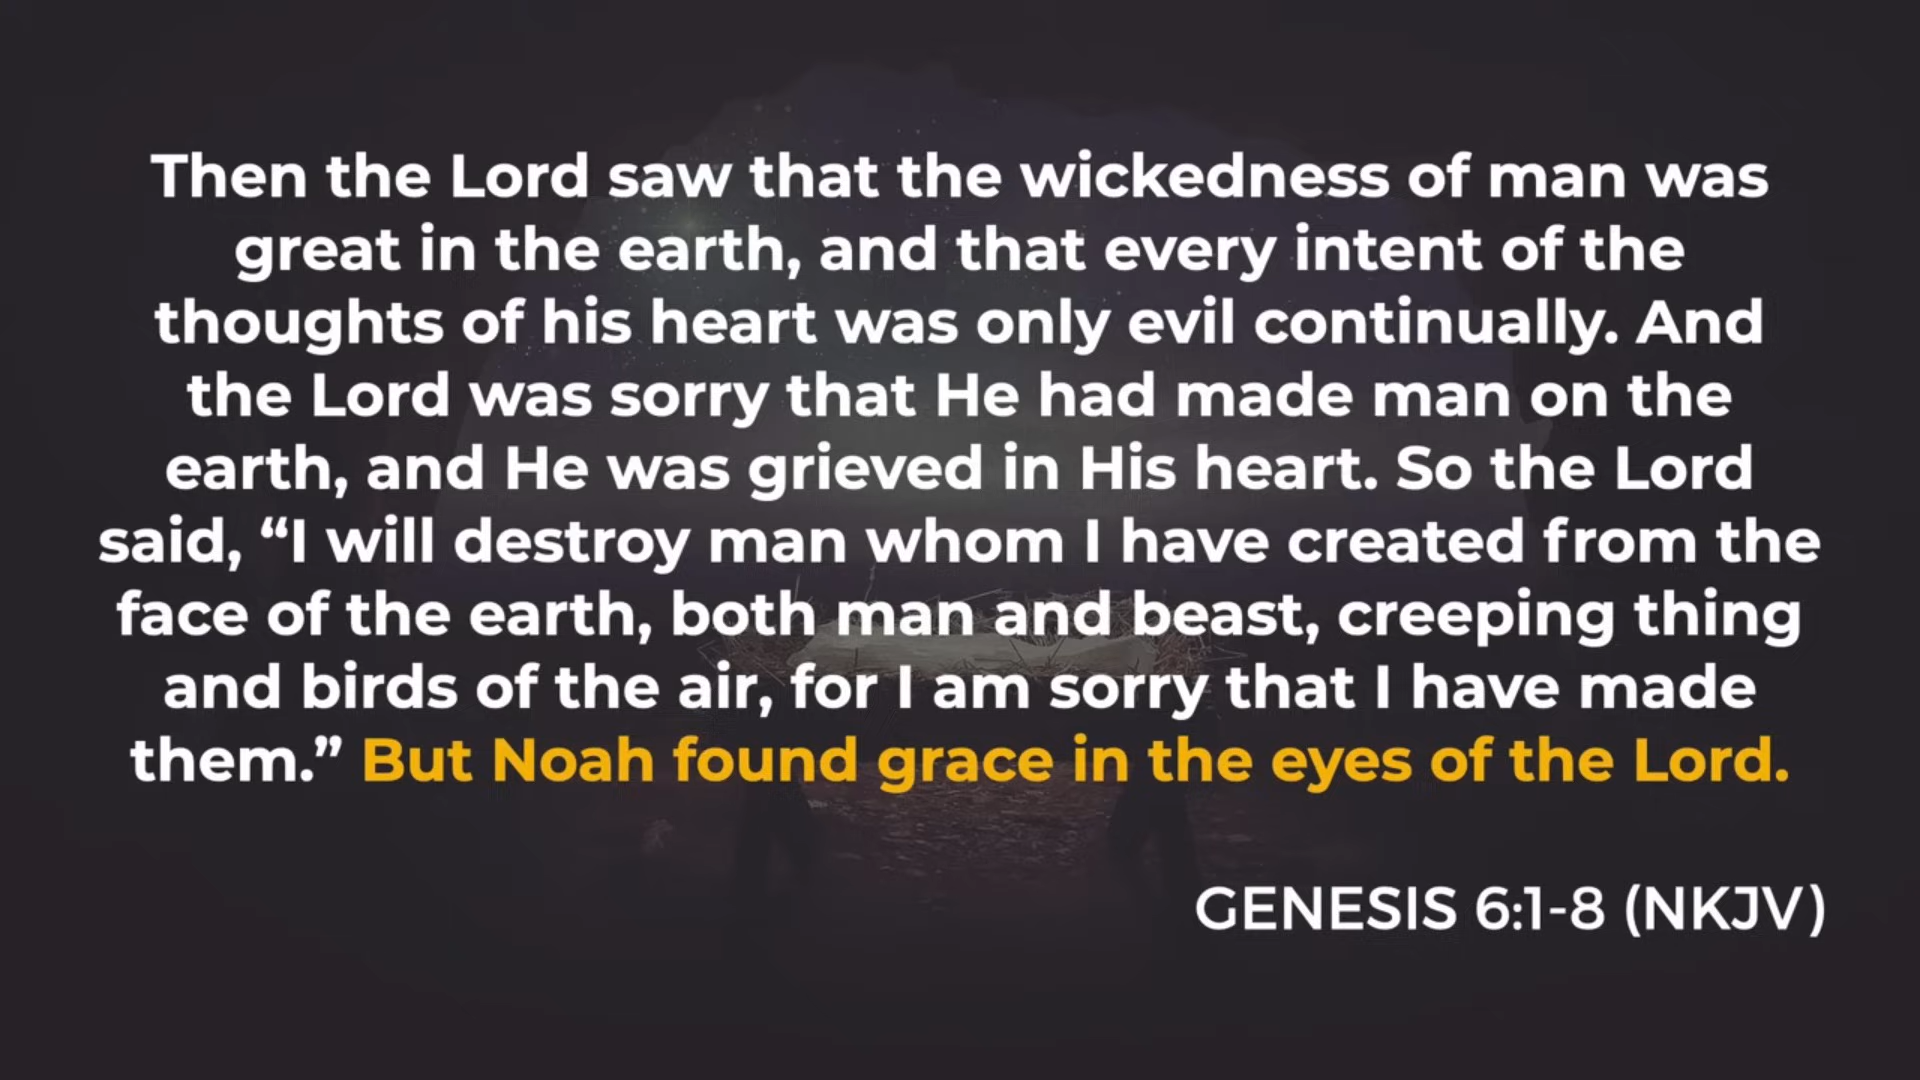 Then the Lord saw that the wickedness of man was
great in the earth, and that every intent of the
thoughts of his heart was only evil continually. And
the Lord was sorry that He had made man on the
earth, and He was grieved in His heart. So the Lord
said, “I will destroy man whom I have created from the
face of the earth, both man and beast, creeping thing
and birds of the air, for I am sorry that I have made
them.” But Noah found grace in the eyes of the Lord.
GENESIS 6:1-8 (NKJV)